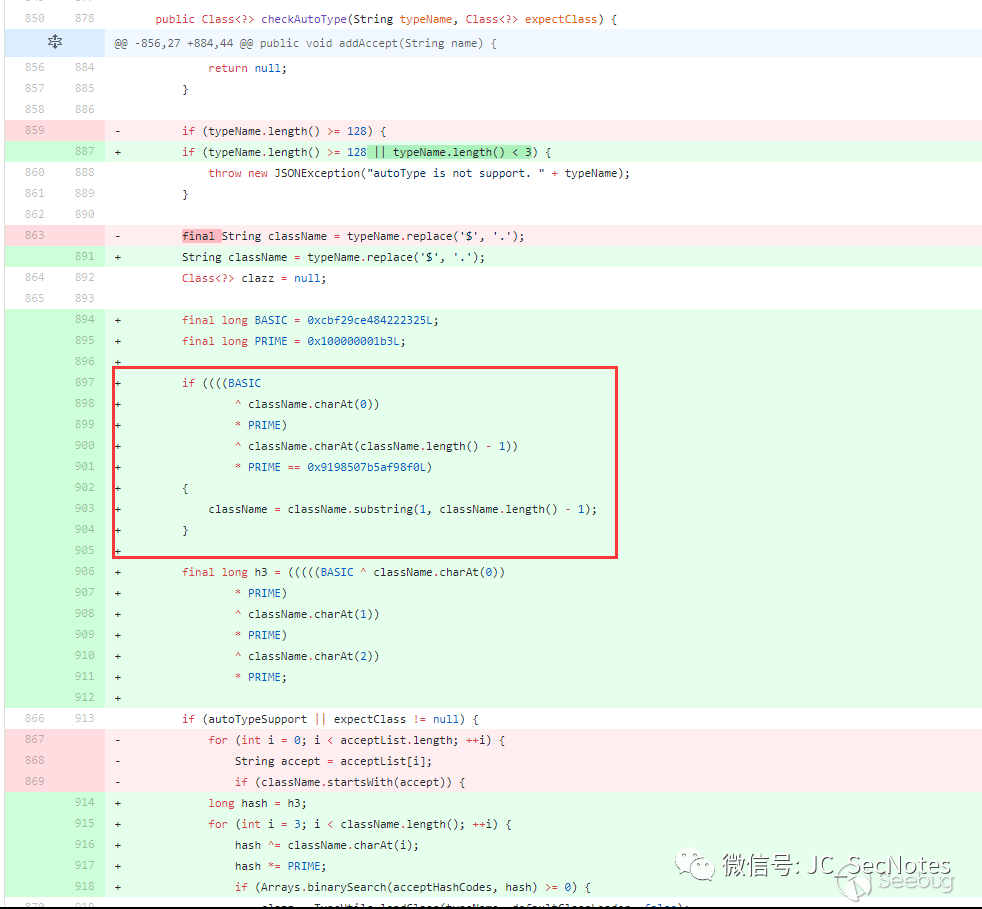 850 878 public Class<?> checkAutoType(String typeName, Class<?> expectClass) {
@@ -856,27 +884,44 @@ public void addAccept(String name) {
856 884 return null;
857 885 }
858 886
859 - if (typeName.length() >= 128) {
887 + if (typeName.length() >= 128 || typeName.length() < 3) {
860 888 throw new JSONException("autoType is not support. " + typeName);
861 889 }
862 890
863 - final String className = typeName.replace('$', '.');
891 + String className = typeName.replace('$', '.');
864 892 Class<?> clazz = null;
865 893
894 + final long BASIC = 0xcbf29ce484222325L;
895 + final long PRIME = 0x100000001b3L;
896 +
897 + if ((((BASIC
898 + ^ className.charAt(0))
899 + * PRIME)
900 + ^ className.charAt(className.length() - 1))
901 + * PRIME == 0x9198507b5af98f0L)
902 + {
903 + className = className.substring(1, className.length() - 1);
904 + }
905 +
906 + final long h3 = (((((BASIC ^ className.charAt(0))
907 + * PRIME)
908 + ^ className.charAt(1))
909 + * PRIME)
910 + ^ className.charAt(2))
911 + * PRIME;
912 +
866 913 if (autoTypeSupport || expectClass != null) {
867 - for (int i = 0; i < acceptList.length; ++i) {
868 - String accept = acceptList[i];
869 - if (className.startsWith(accept)) {
914 + long hash = h3;
915 + for (int i = 3; i < className.length(); ++i) {
916 + hash ^= className.charAt(i);
917 + hash *= PRIME;
918 + if (Arrays.binarySearch(acceptHashCodes, hash) >= 0) {
微信号: JC_SecNotes
Seebug